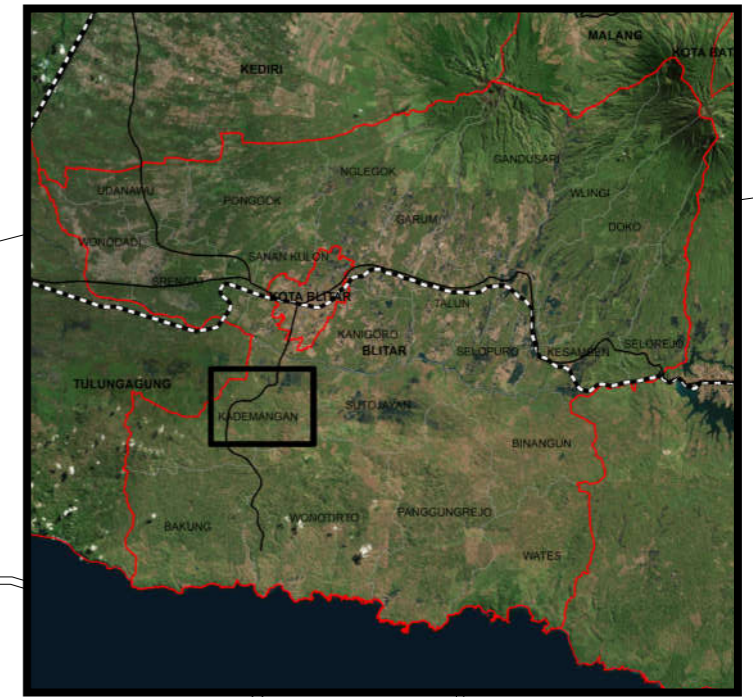 MALANG
KOTA BAT
KEDIRI
GANDUSARI
NGLEGOK
UDANAWU
WLINGI
PONGGOK
GARUM
DOKO
WONODADI
SANAN KULON
SRENGAT
KOTA BLITAR
TALUN
KANIGORO
SELOREJO
BLITAR
SELOPURO
KESAMBEN
TULUNGAGUNG
SUTOJAYAN
KADEMANGAN
BINANGUN
PANGGUNGREJO
WONOTIRTO
BAKUNG
WATES